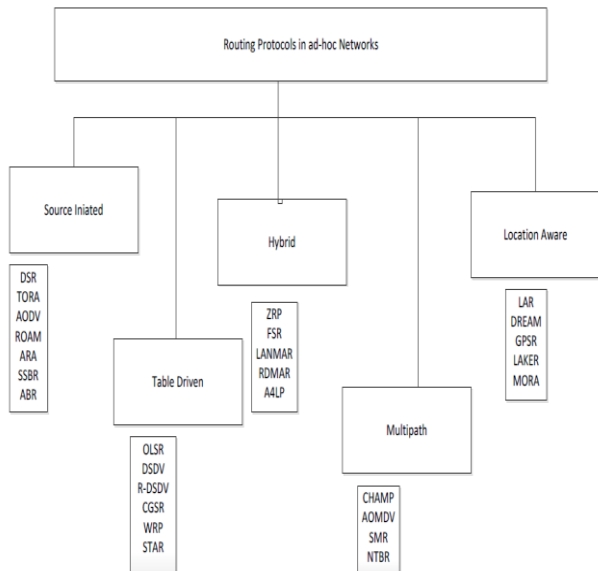 Routing Protocols in ad-hoc Networks
Source Iniated
DSR
TORA
AODV
ROAM
ARA
SSBR
ABR
Table Driven
OLSR
DSDV
R-DSDV
CGSR
WRP
STAR
Hybrid
ZRP
FSR
LANMAR
RDMAR
A4LP
Multipath
CHAMP
AOMDV
SMR
NTBR
Location Aware
LAR
DREAM
GPSR
LAKER
MORA